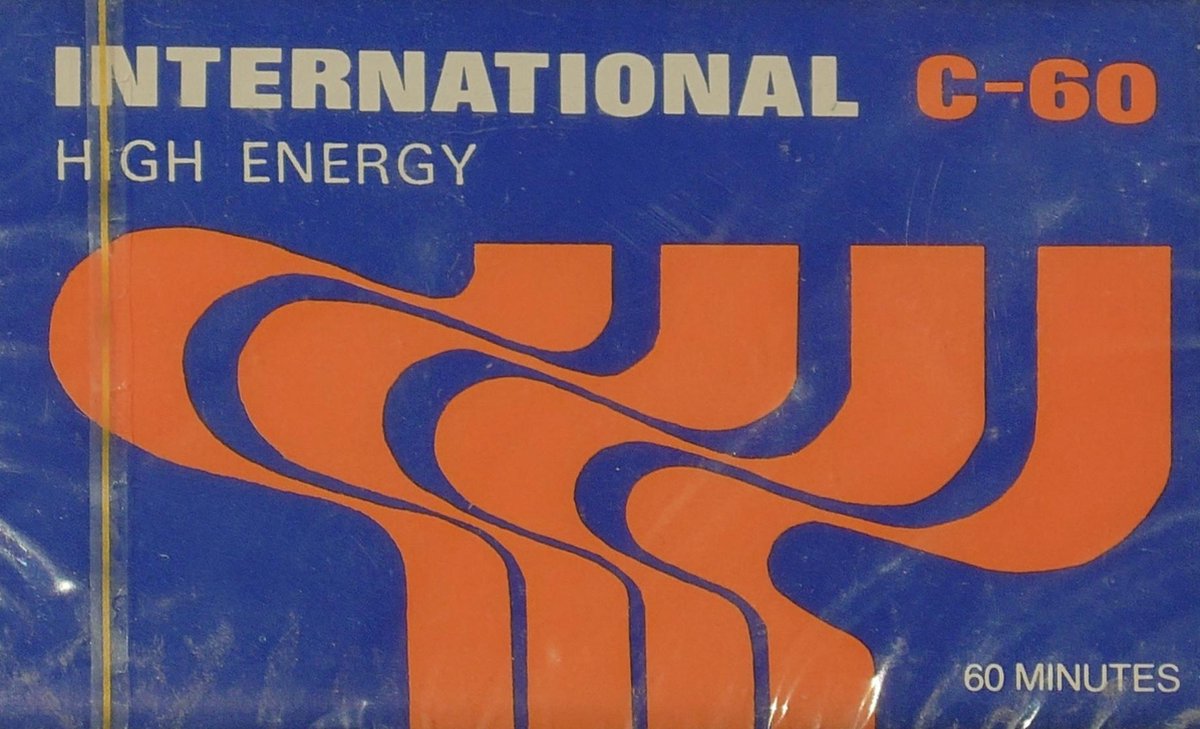 INTERNATIONAL C-60
HIGH ENERGY
60 MINUTES